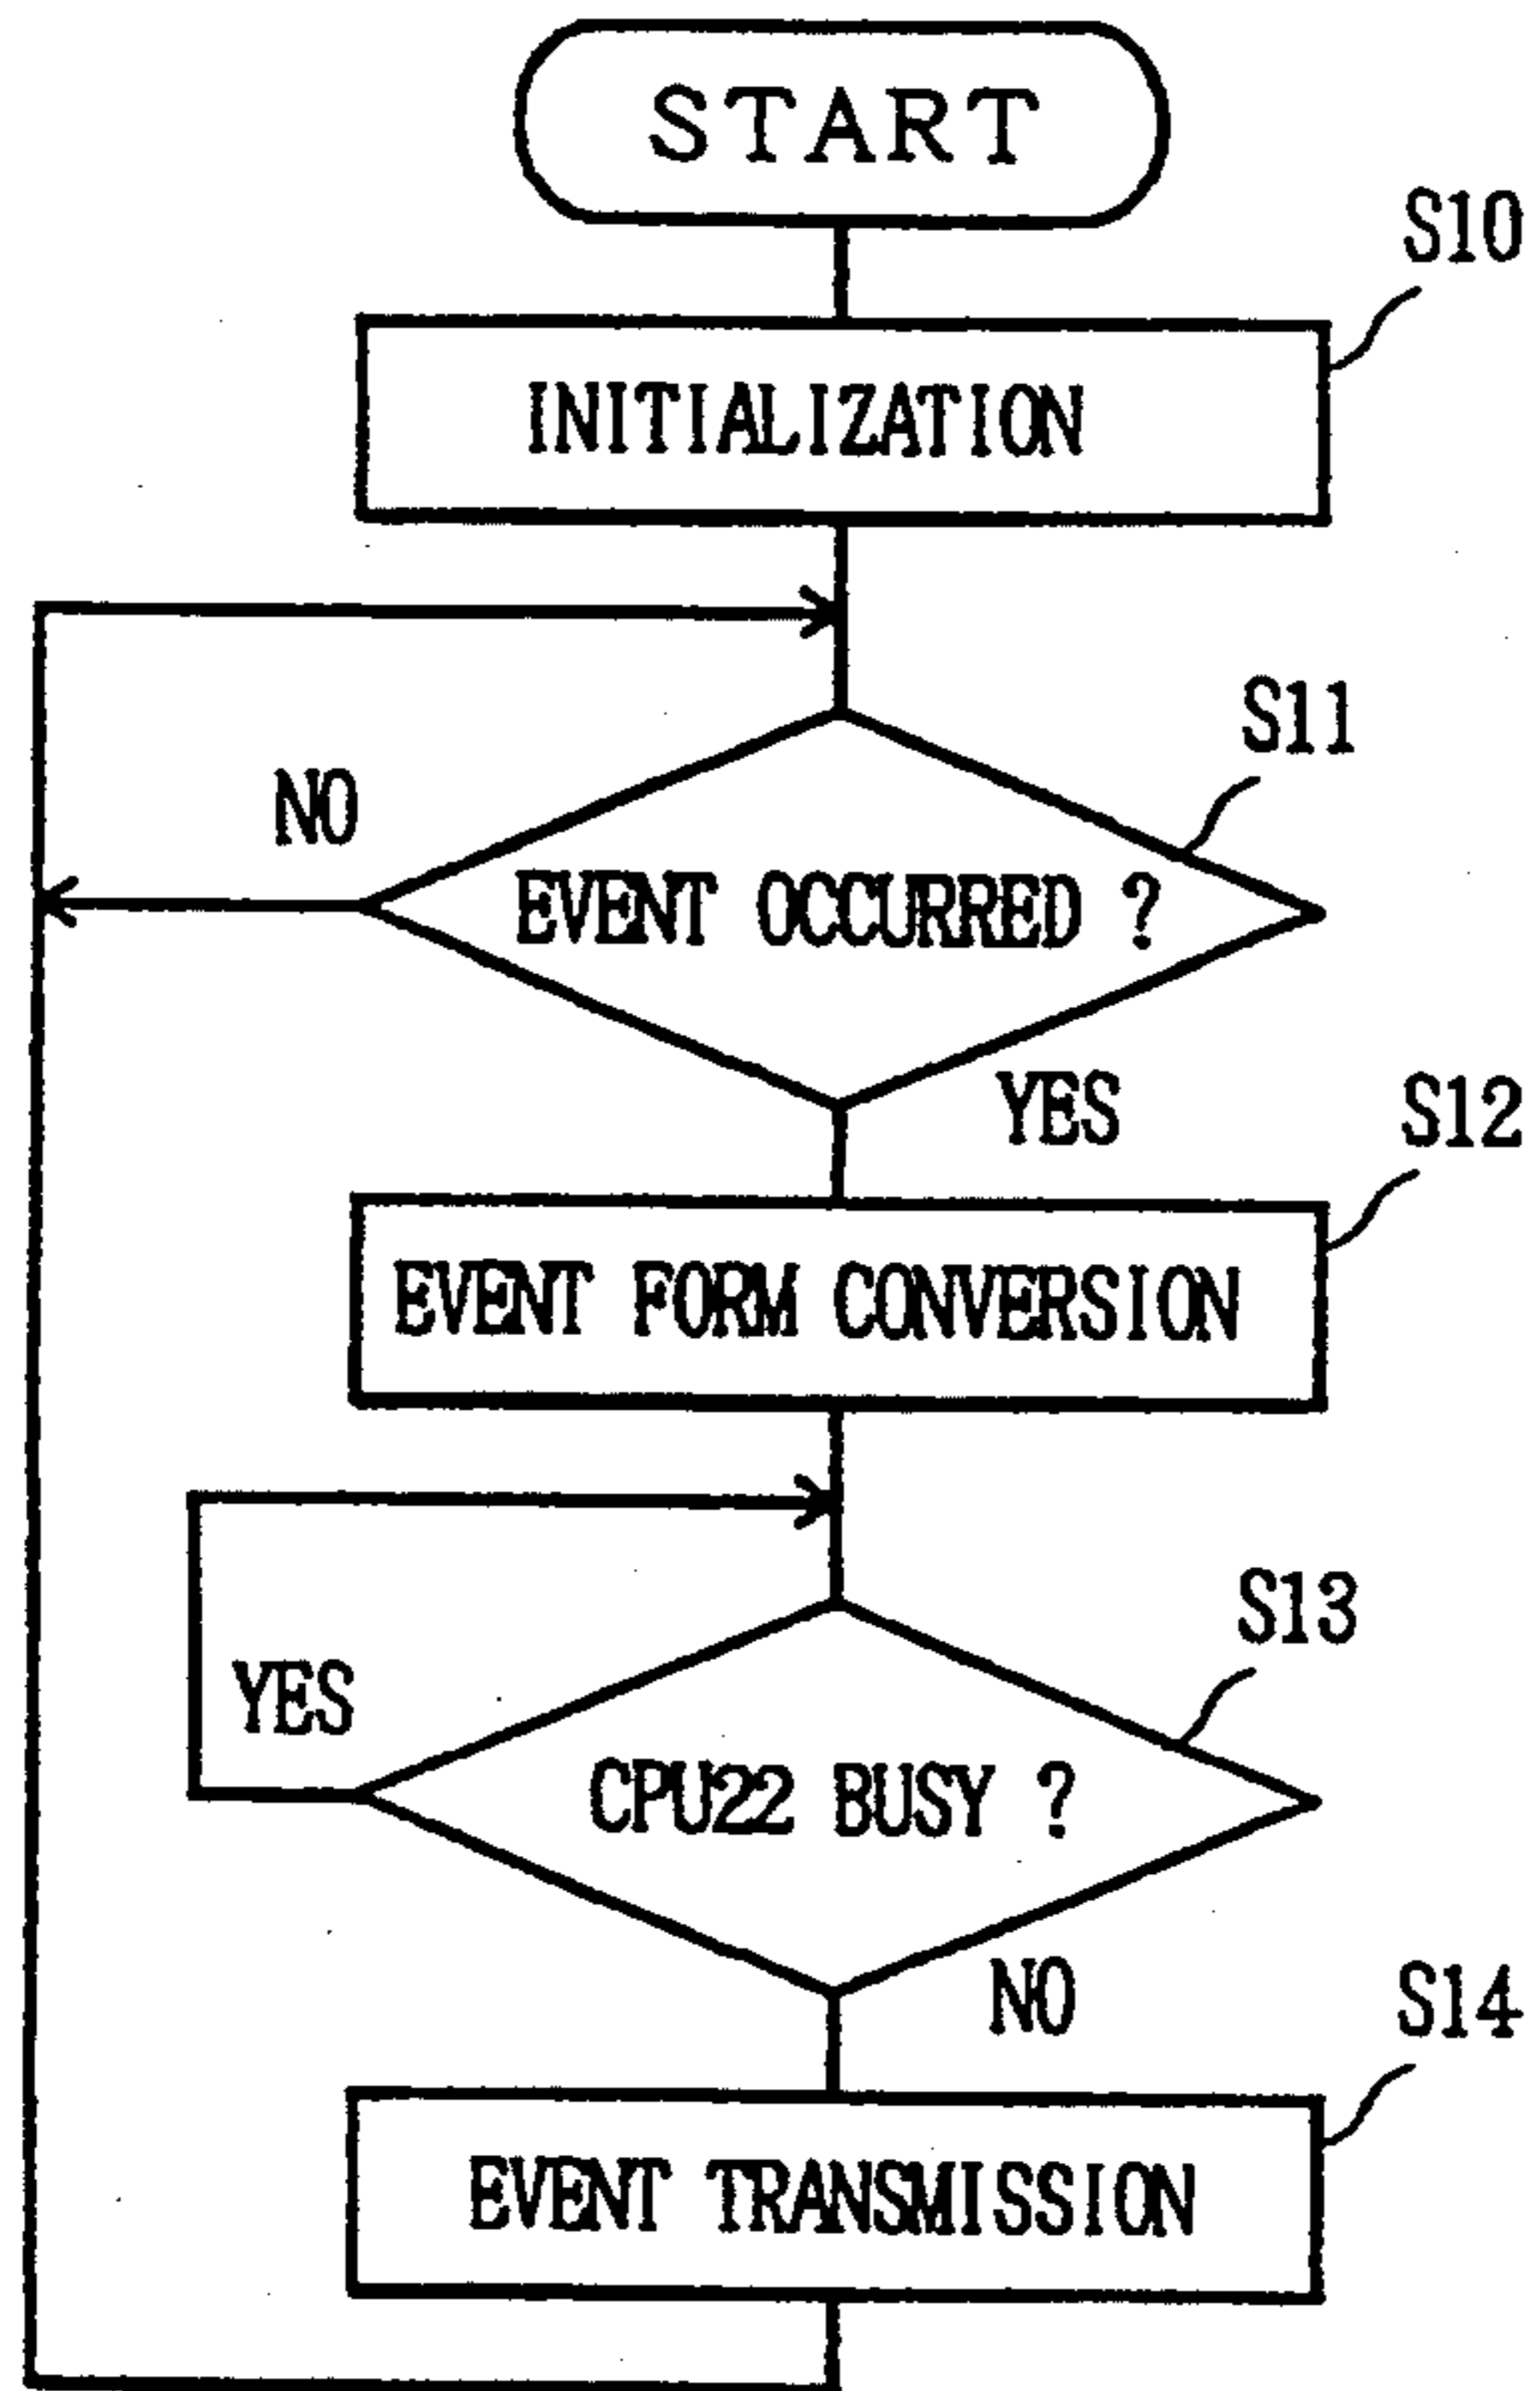 START
S10
INITIALIZATION
S11
NO
EVENT OCCURRED ?
YES
S12
EVENT FORM CONVERSION
S13
YES
CPU22 BUSY ?
NO
S14
EVENT TRANSMISSION